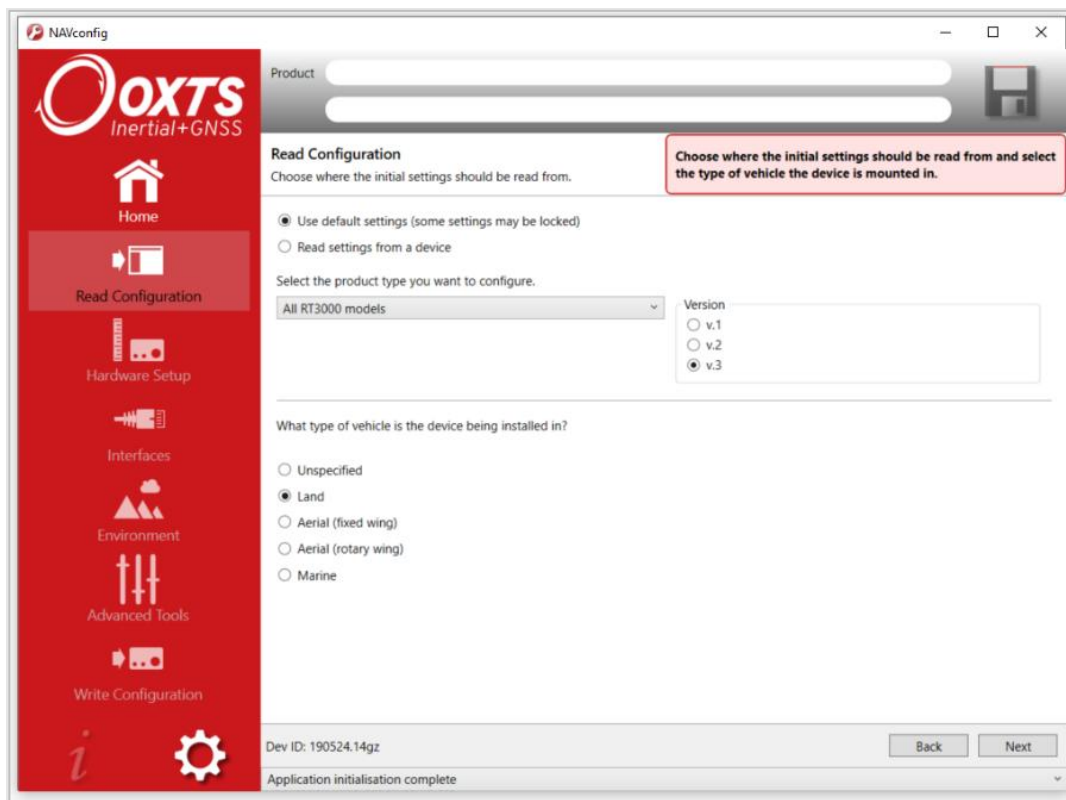 NAVconfig
OXTS
Inertial+GNSS
Home
Read Configuration
Hardware Setup
Interfaces
Environment
Advanced Tools
Write Configuration
Product
Read Configuration
Choose where the initial settings should be read from.
Choose where the initial settings should be read from and select
the type of vehicle the device is mounted in.
Use default settings (some settings may be locked)
Read settings from a device
Select the product type you want to configure.
All RT3000 models
Version
v.1
v.2
v.3
What type of vehicle is the device being installed in?
Unspecified
Land
Aerial (fixed wing)
Aerial (rotary wing)
Marine
Dev ID: 190524.14gz
Back
Next
Application initialisation complete